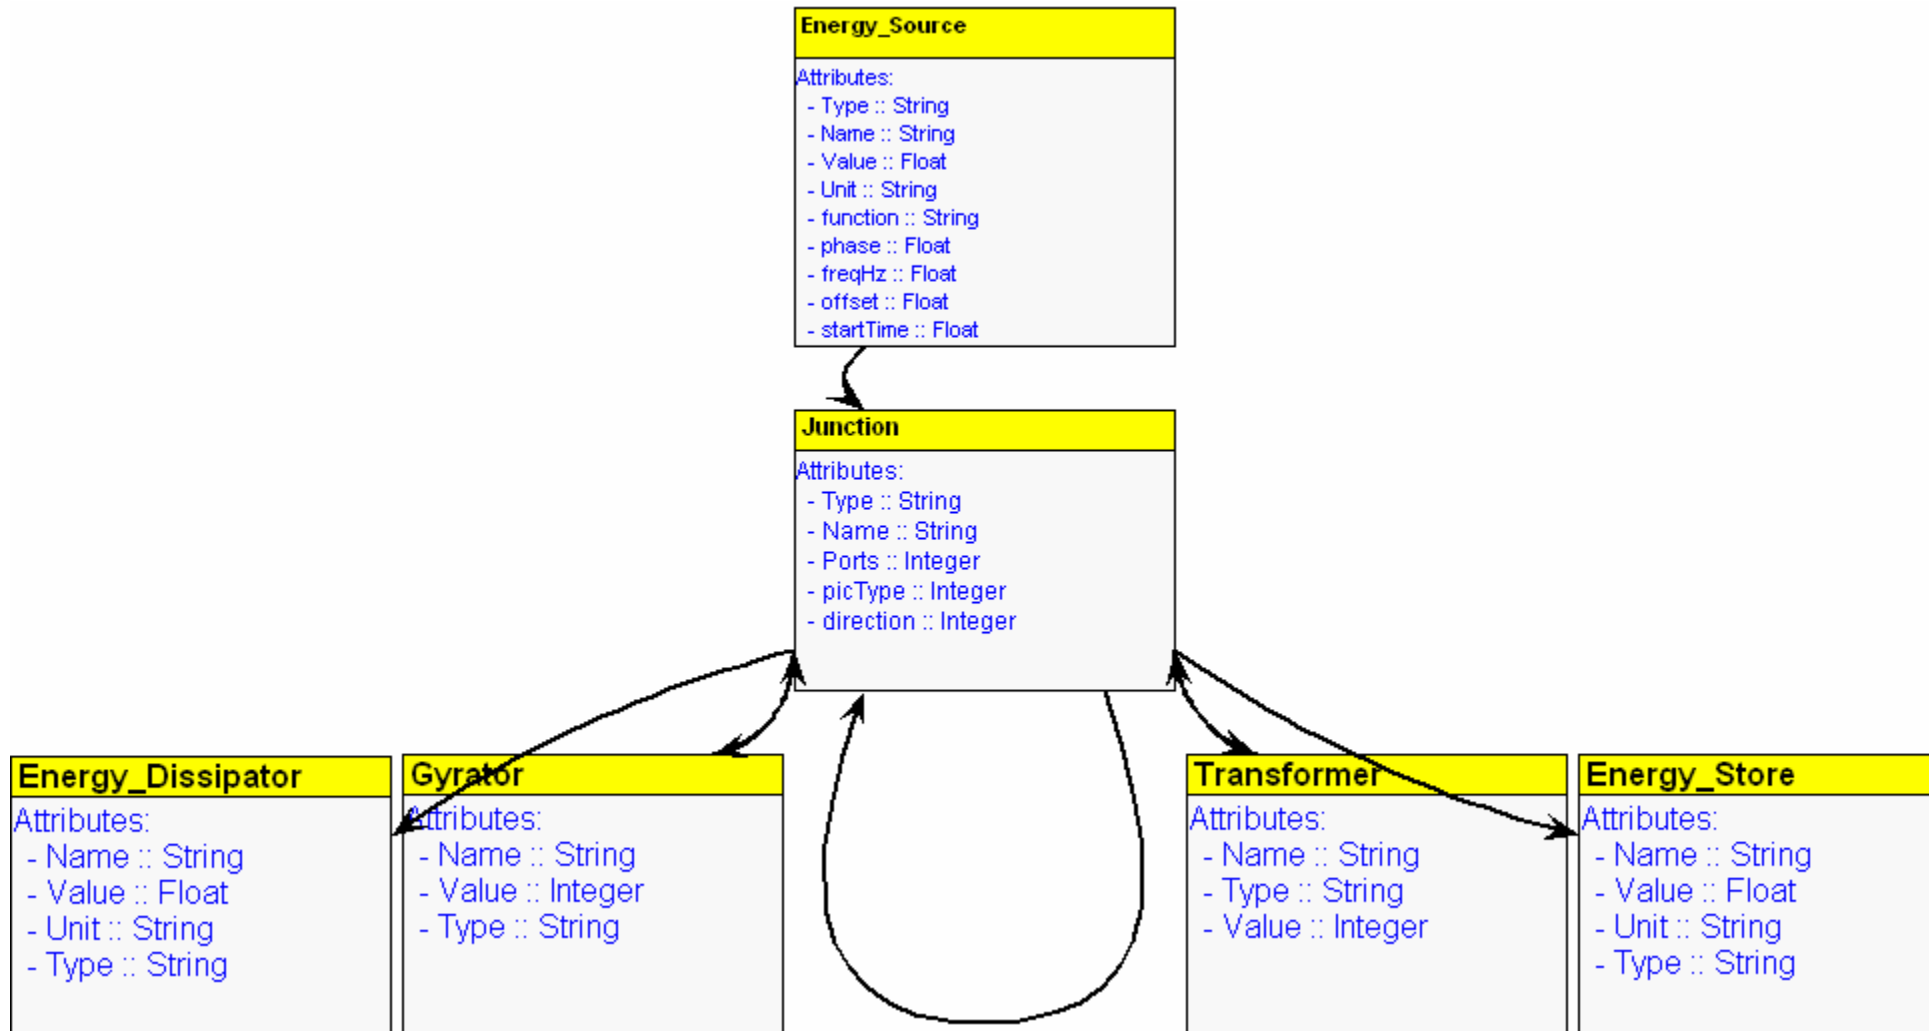 Energy_Source
Attributes:
- Type :: String
- Name :: String
- Value :: Float
- Unit :: String
- function :: String
- phase :: Float
- freqHz :: Float
- offset :: Float
- startTime :: Float
Junction
Attributes:
- Type :: String
- Name :: String
- Ports :: Integer
- picType :: Integer
- direction :: Integer
Energy_Dissipator
Attributes:
- Name :: String
- Value :: Float
- Unit :: String
- Type :: String
Gyrator
Attributes:
- Name :: String
- Value :: Integer
- Type :: String
Transformer
Attributes:
- Name :: String
- Type :: String
- Value :: Integer
Energy_Store
Attributes:
- Name :: String
- Value :: Float
- Unit :: String
- Type :: String